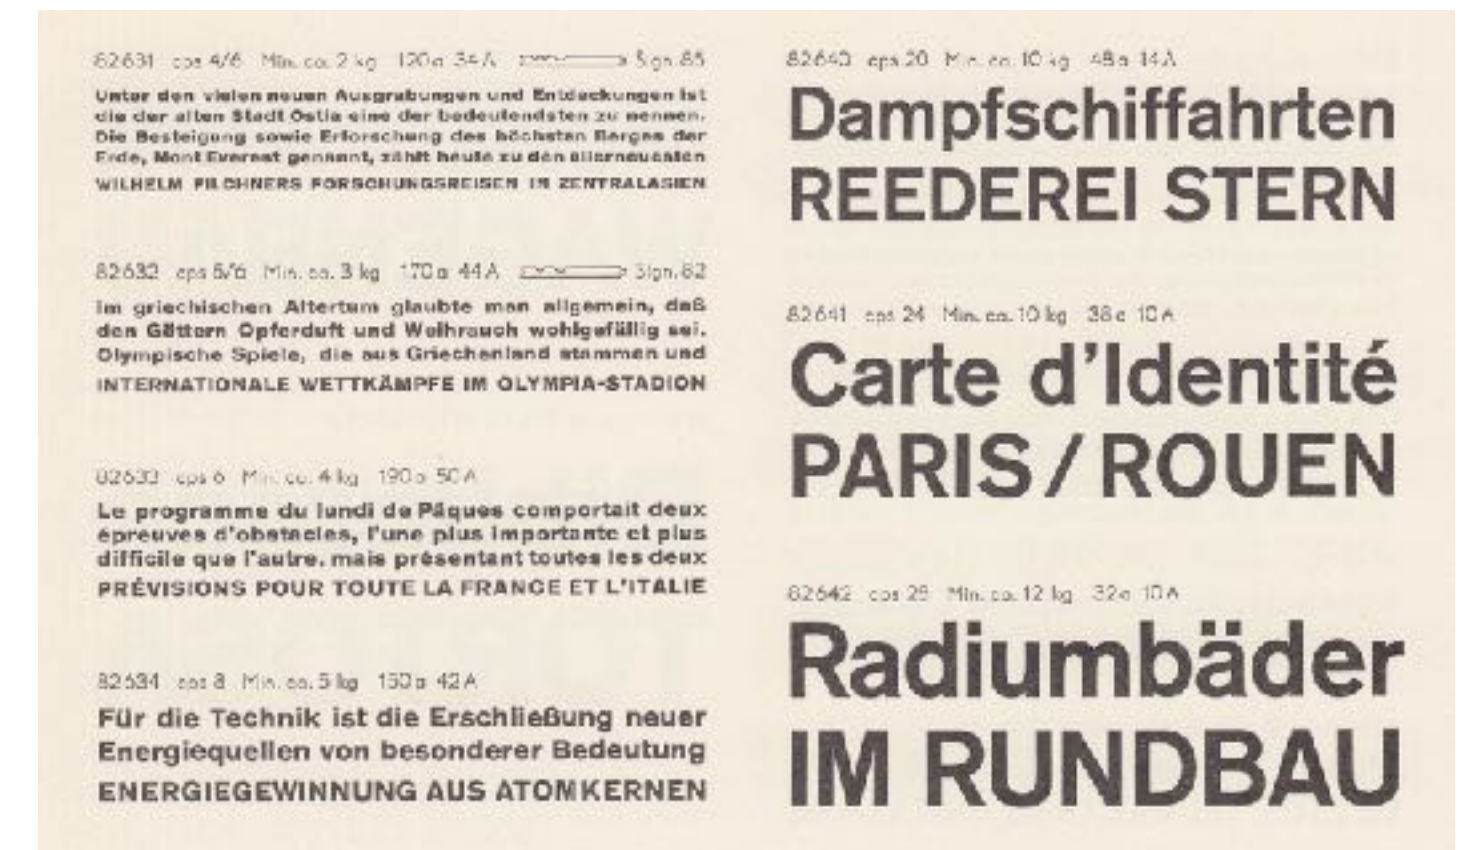 82631 cps 4/6 Min. ca. 2 kg 120 a 34 A Sign. 85
Unter den vielen neuen Ausgrabungen und Entdeckungen ist
die der alten Stadt Ostia eine der bedeutendsten zu nennen.
Die Besteigung sowie Erforschung des höchsten Berges der
Erde, Mont Everest genannt, zählt heute zu den allerneuesten
WILHELM FILCHNERS FORSCHUNGSREISEN IN ZENTRALASIEN
82632 cps 5/6 Min. ca. 3 kg 170 a 44 A Sign. 82
Im griechischen Altertum glaubte man allgemein, daß
den Göttern Opferduft und Weihrauch wohlgefällig sei.
Olympische Spiele, die aus Griechenland stammen und
INTERNATIONALE WETTKÄMPFE IM OLYMPIA-STADION
82633 cps 6 Min. ca. 4 kg 190 a 50 A
Le programme du lundi de Pâques comportait deux
épreuves d'obstacles, l'une plus importante et plus
difficile que l'autre, mais présentant toutes les deux
PRÉVISIONS POUR TOUTE LA FRANCE ET L'ITALIE
82634 cps 8 Min. ca. 5 kg 150 a 42 A
Für die Technik ist die Erschließung neuer
Energiequellen von besonderer Bedeutung
ENERGIEGEWINNUNG AUS ATOMKERNEN
82640 cps 20 Min. ca. 10 kg 48 a 14 A
Dampfschiffahrten
REEDEREI STERN
82641 cps 24 Min. ca. 10 kg 38 a 10 A
Carte d'Identité
PARIS / ROUEN
82642 cps 28 Min. ca. 12 kg 32 a 10 A
Radiumbäder
IM RUNDBAU